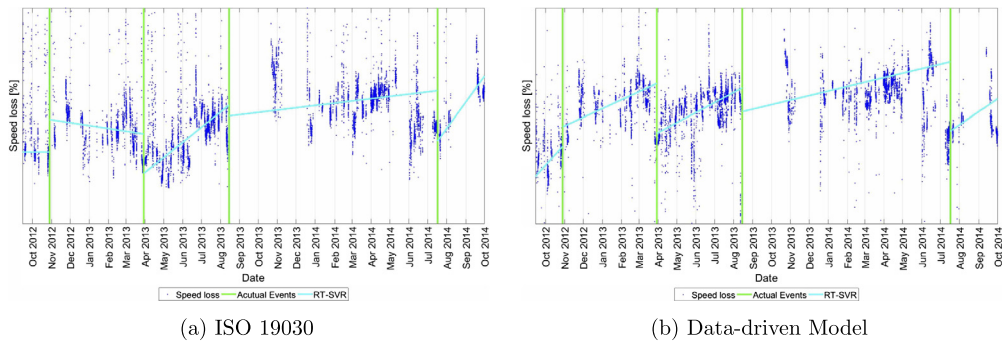 Speed loss [%]
Oct 2012
Nov 2012
Dec 2012
Jan 2013
Feb 2013
Mar 2013
Apr 2013
May 2013
Jun 2013
Jul 2013
Aug 2013
Sep 2013
Oct 2013
Nov 2013
Dec 2013
Jan 2014
Feb 2014
Mar 2014
Apr 2014
May 2014
Jun 2014
Jul 2014
Aug 2014
Sep 2014
Oct 2014
Date
Speed loss Acutual Events RT-SVR
(a) ISO 19030
Speed loss [%]
Oct 2012
Nov 2012
Dec 2012
Jan 2013
Feb 2013
Mar 2013
Apr 2013
May 2013
Jun 2013
Jul 2013
Aug 2013
Sep 2013
Oct 2013
Nov 2013
Dec 2013
Jan 2014
Feb 2014
Mar 2014
Apr 2014
May 2014
Jun 2014
Jul 2014
Aug 2014
Sep 2014
Oct 2014
Date
Speed loss Acutual Events RT-SVR
(b) Data-driven Model